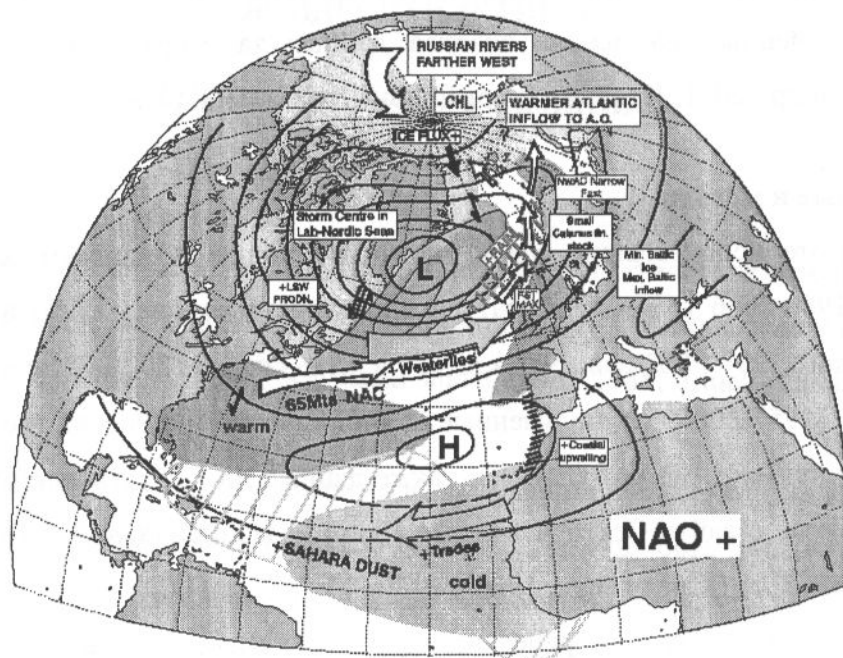 RUSSIAN RIVERS
FARTHER WEST
- CHL
WARMER ATLANTIC
INFLOW TO A.O.
ICE FLUX+
NwAD Narrow
Fast
Storm Centre in
Lab-Nordic Seas
Small
Calanus fin.
stock
Min. Baltic
Ice
Max. Baltic
Inflow
L
+LSW
PRODN.
MAX
+Westerlies
65Mts NAC
warm
H
+Coastal
upwelling
NAO +
+SAHARA DUST
+Trades
cold